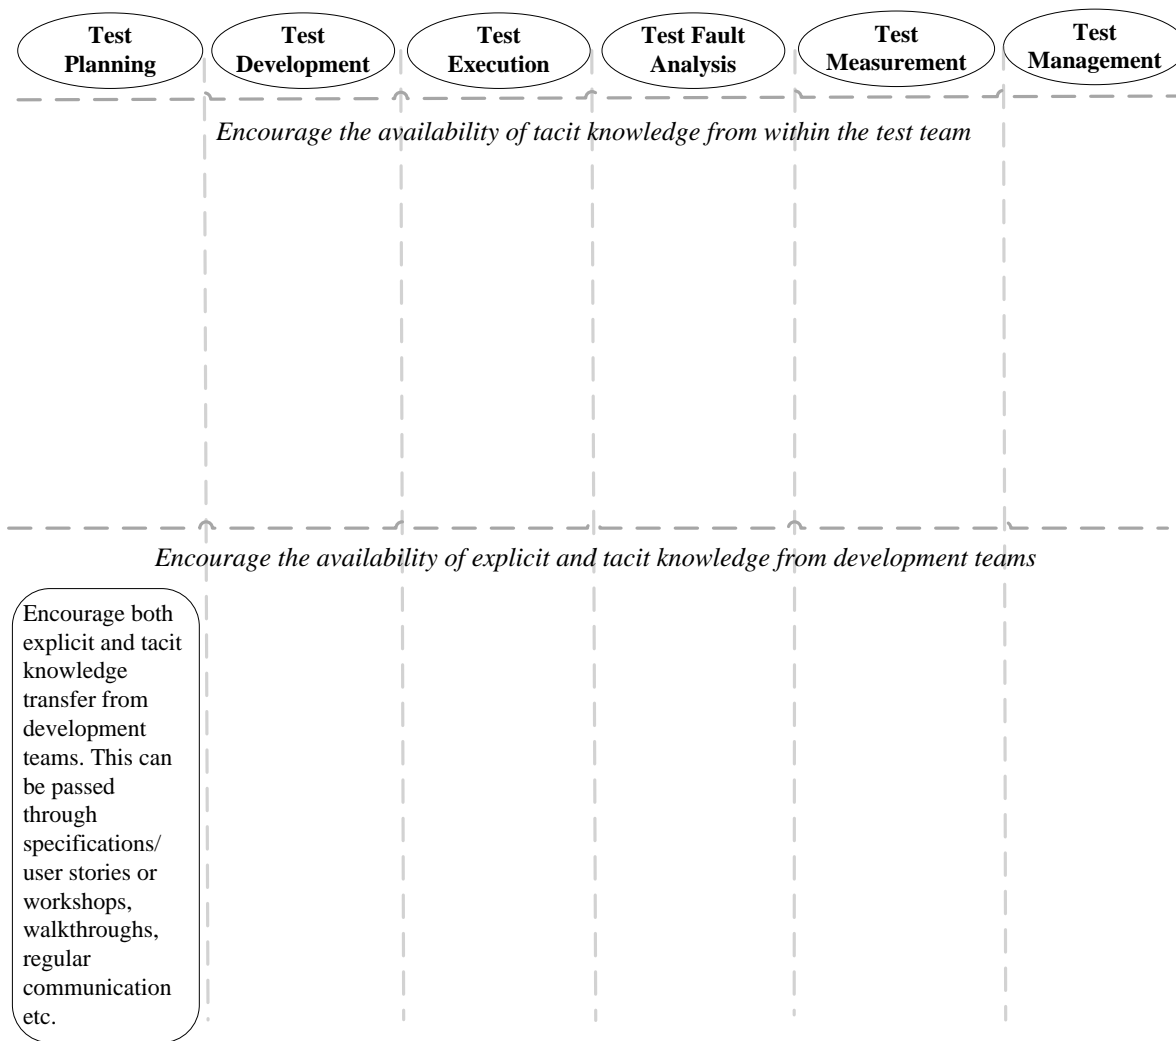 Test
Planning
Test
Development
Test
Execution
Test Fault
Analysis
Test
Measurement
Test
Management
Encourage the availability of tacit knowledge from within the test team
Encourage the availability of explicit and tacit knowledge from development teams
Encourage both
explicit and tacit
knowledge
transfer from
development
teams. This can
be passed
through
specifications/
user stories or
workshops,
walkthroughs,
regular
communication
etc.